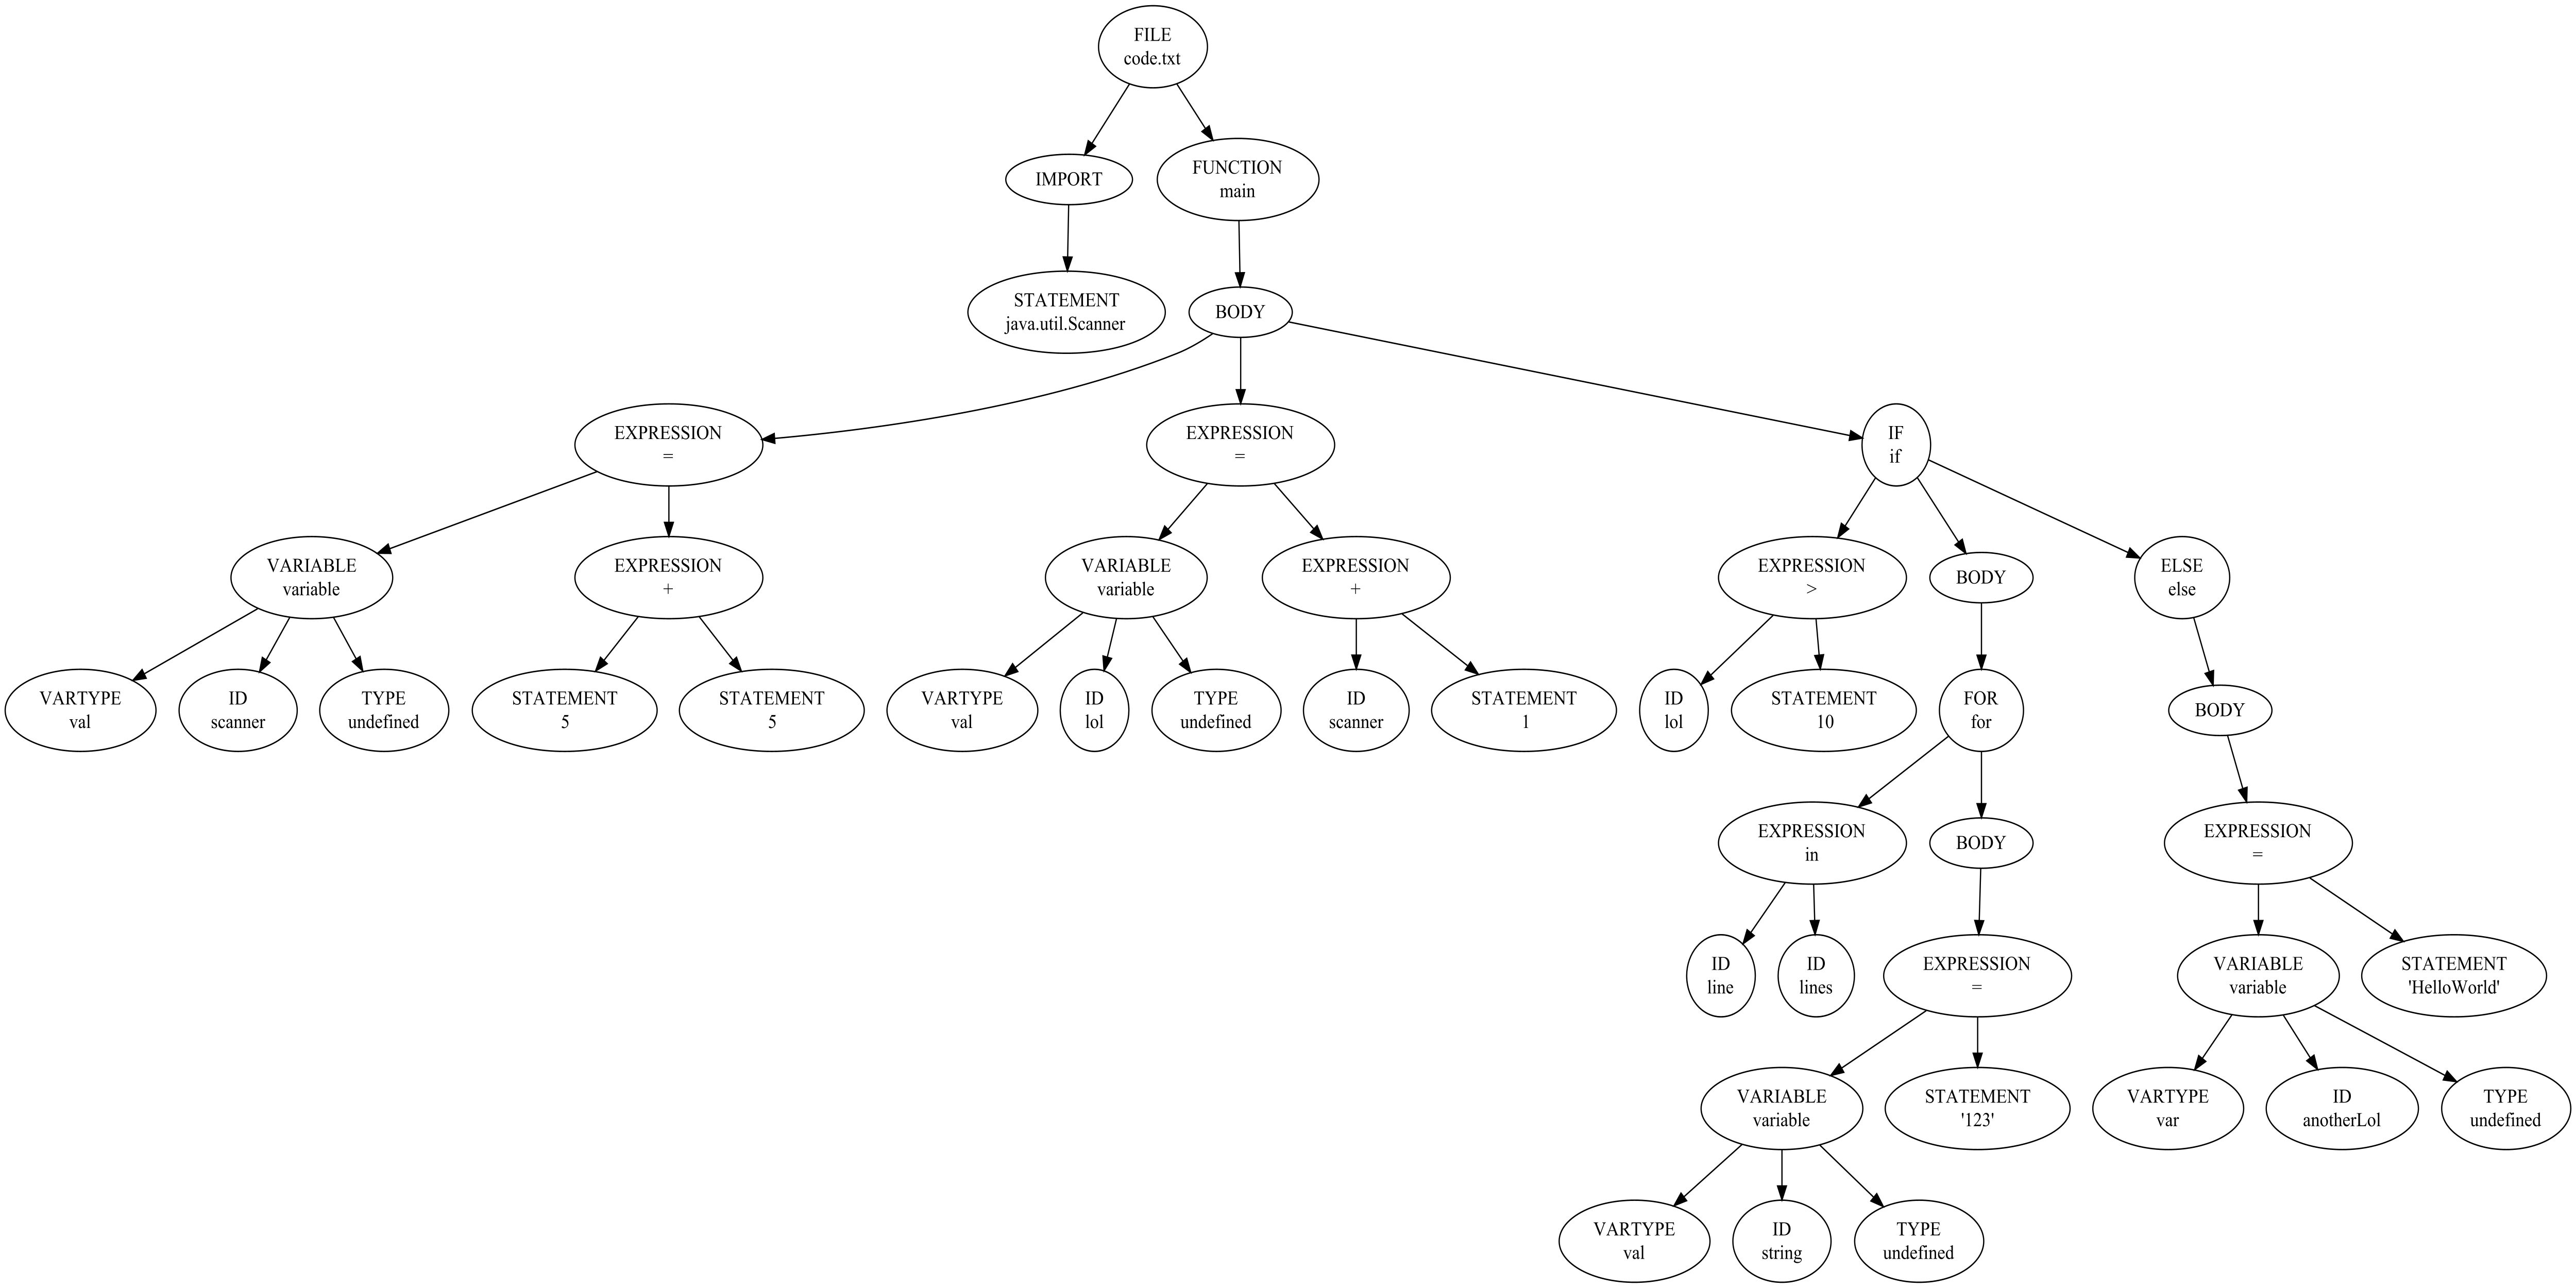 FILE
code.txt
IMPORT
FUNCTION
main
STATEMENT
java.util.Scanner
BODY
EXPRESSION
=
EXPRESSION
=
IF
if
VARIABLE
variable
EXPRESSION
+
VARIABLE
variable
EXPRESSION
+
EXPRESSION
>
BODY
ELSE
else
VARTYPE
val
ID
scanner
TYPE
undefined
STATEMENT
5
STATEMENT
5
VARTYPE
val
ID
lol
TYPE
undefined
ID
scanner
STATEMENT
1
ID
lol
STATEMENT
10
FOR
for
BODY
EXPRESSION
in
BODY
EXPRESSION
=
ID
line
ID
lines
EXPRESSION
=
VARIABLE
variable
STATEMENT
'HelloWorld'
VARIABLE
variable
STATEMENT
'123'
VARTYPE
var
ID
anotherLol
TYPE
undefined
VARTYPE
val
ID
string
TYPE
undefined